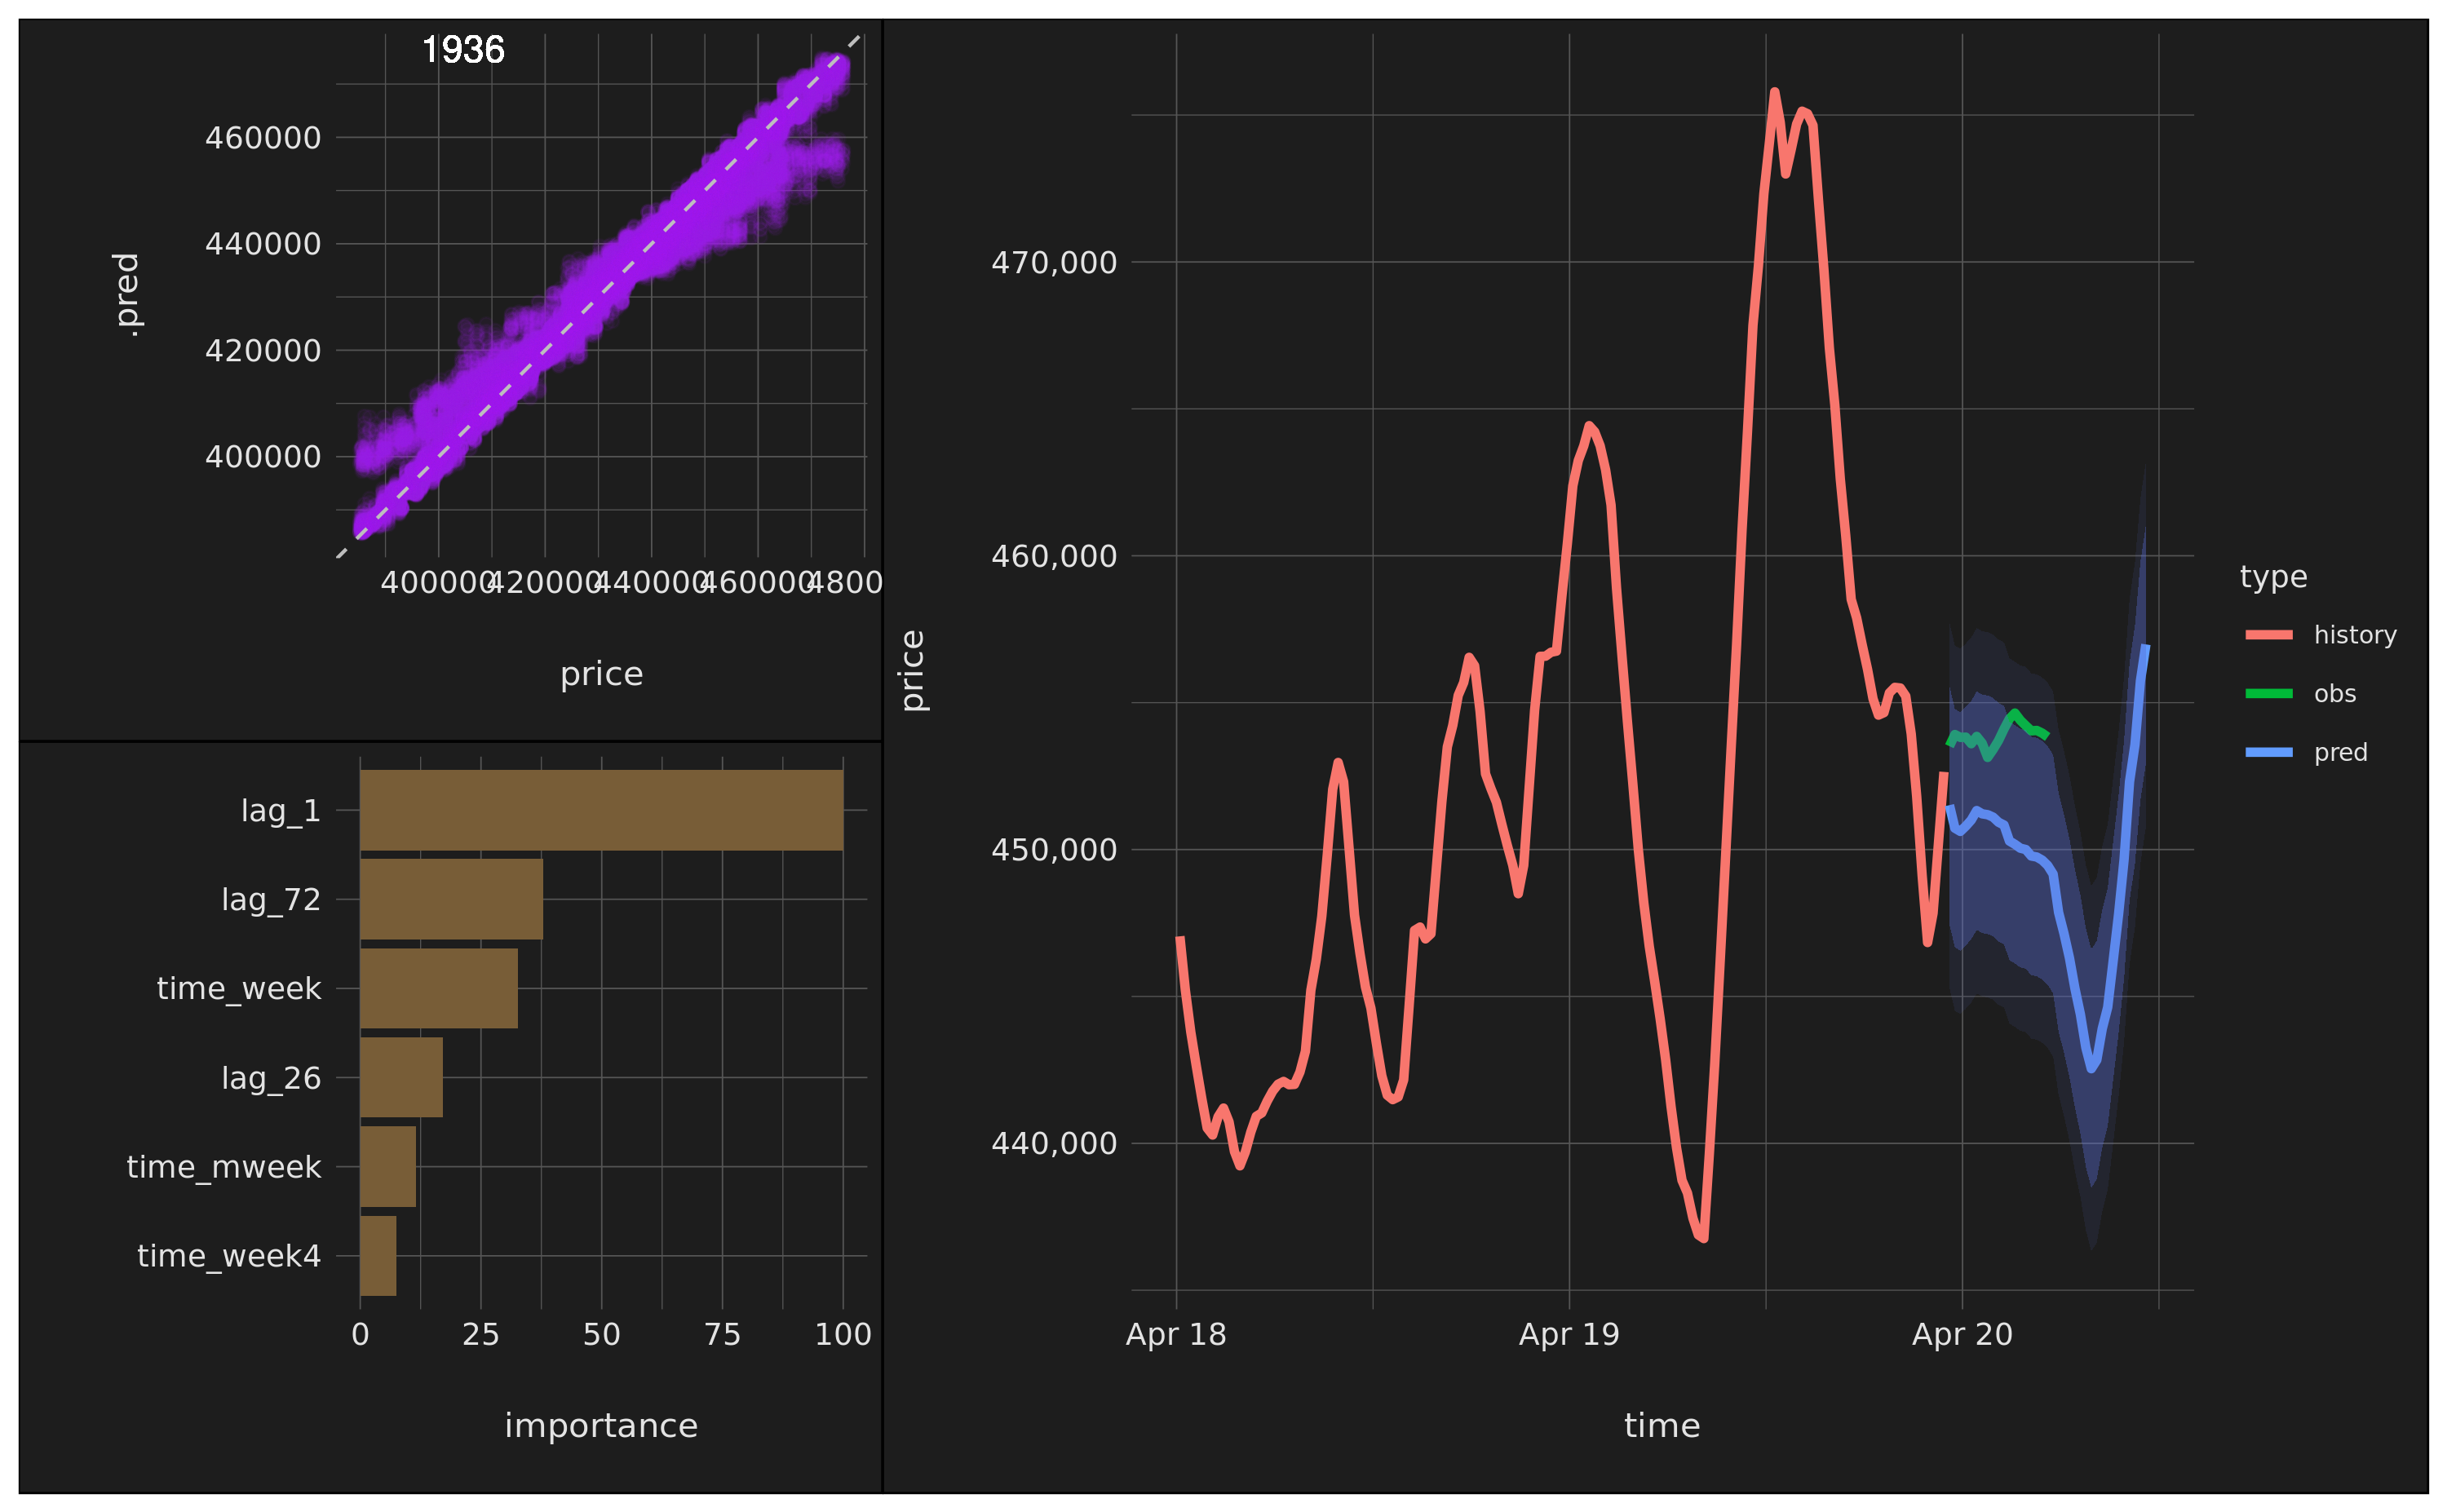 1936
.pred
460000
440000
420000
400000
400000 420000 440000 460000 4800
price
lag_1
lag_72
time_week
lag_26
time_mweek
time_week4
0 25 50 75 100
importance
price
470,000
460,000
450,000
440,000
Apr 18 Apr 19 Apr 20
time
type
history
obs
pred